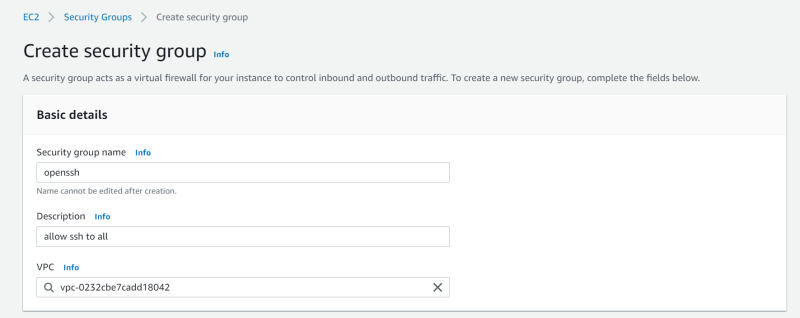 EC2 > Security Groups > Create security group
Create security group Info
A security group acts as a virtual firewall for your instance to control inbound and outbound traffic. To create a new security group, complete the fields below.
Basic details
Security group name Info
openssh
Name cannot be edited after creation.
Description Info
allow ssh to all
VPC Info
vpc-0232cbe7cadd18042